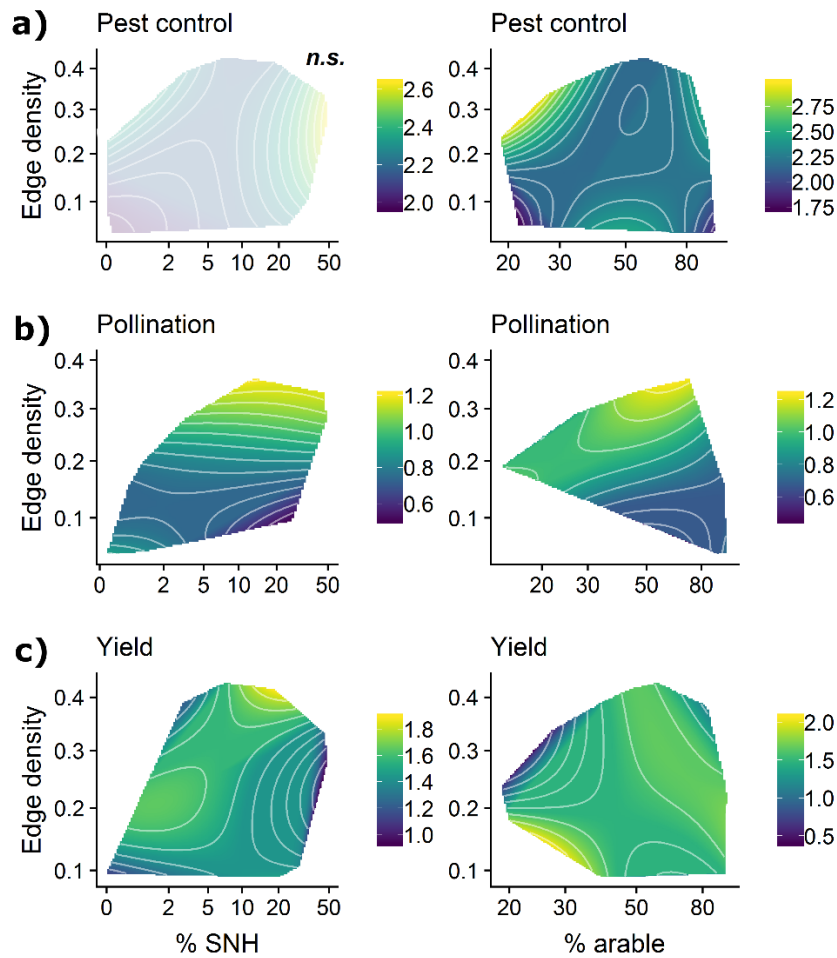 a) Pest control
n.s.
Edge density
0.4
0.3
0.2
0.1
0 2 5 10 20 50
2.6
2.4
2.2
2.0
Pest control
0.4
0.3
0.2
0.1
20 30 50 80
2.75
2.50
2.25
2.00
1.75
b) Pollination
Edge density
0.4
0.3
0.2
0.1
0 2 5 10 20 50
1.2
1.0
0.8
0.6
Pollination
0.4
0.3
0.2
0.1
20 30 50 80
1.2
1.0
0.8
0.6
c) Yield
Edge density
0.4
0.3
0.2
0.1
0 2 5 10 20 50
% SNH
1.8
1.6
1.4
1.2
1.0
Yield
0.4
0.3
0.2
0.1
20 30 50 80
% arable
2.0
1.5
1.0
0.5